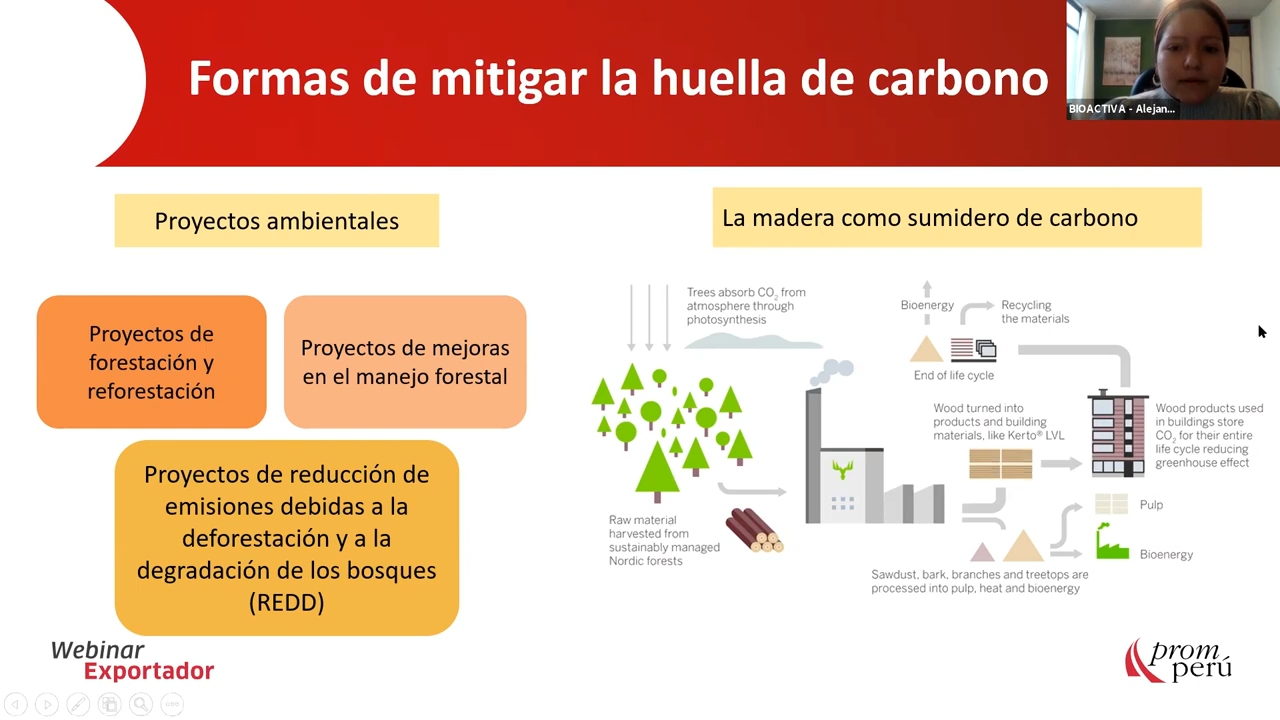 Formas de mitigar la huella de carbono
BIOACTIVA - Alejan...
Proyectos ambientales
La madera como sumidero de carbono
Proyectos de
forestación y
reforestación
Proyectos de mejoras
en el manejo forestal
Proyectos de reducción de
emisiones debidas a la
deforestación y a la
degradación de los bosques
(REDD)
Trees absorb CO₂ from
atmosphere through
photosynthesis
Bioenergy
Recycling
the materials
End of life cycle
Wood turned into
products and building
materials, like Kerto® LVL
Wood products used
in buildings store
CO₂ for their entire
life cycle reducing
greenhouse effect
Raw material
harvested from
sustainably managed
Nordic forests
Pulp
Bioenergy
Sawdust, bark, branches and treetops are
processed into pulp, heat and bioenergy
Webinar
Exportador
prom
perú